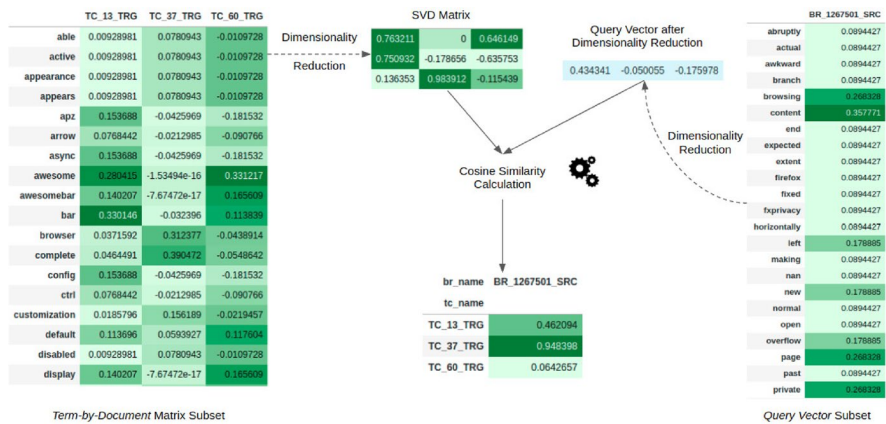 TC_13_TRG TC_37_TRG TC_60_TRG
able 0.00928981 0.0780943 -0.0109728
active 0.00928981 0.0780943 -0.0109728
appearance 0.00928981 0.0780943 -0.0109728
appears 0.00928981 0.0780943 -0.0109728
apz 0.153688 -0.0425969 -0.181532
arrow 0.0768442 -0.0212985 -0.090766
async 0.153688 -0.0425969 -0.181532
awesome 0.280415 -1.53494e-16 0.331217
awesomebar 0.140207 -7.67472e-17 0.165609
bar 0.330146 -0.032396 0.113839
browser 0.0371592 0.312377 -0.0438914
complete 0.0464491 0.390472 -0.0548642
config 0.153688 -0.0425969 -0.181532
ctrl 0.0768442 -0.0212985 -0.090766
customization 0.0185796 0.156189 -0.0219457
default 0.113696 0.0593927 0.117604
disabled 0.00928981 0.0780943 -0.0109728
display 0.140207 -7.67472e-17 0.165609
Term-by-Document Matrix Subset
Dimensionality
Reduction
SVD Matrix
0.763211 0 0.646149
0.750932 -0.178656 -0.635753
0.136353 0.983912 -0.115439
Query Vector after
Dimensionality Reduction
0.434341 -0.050055 -0.175978
Dimensionality
Reduction
Cosine Similarity
Calculation
br_name BR_1267501_SRC
tc_name
TC_13_TRG 0.462094
TC_37_TRG 0.948398
TC_60_TRG 0.0642657
BR_1267501_SRC
abruptly 0.0894427
actual 0.0894427
awkward 0.0894427
branch 0.0894427
browsing 0.268328
content 0.357771
end 0.0894427
expected 0.0894427
extent 0.0894427
firefox 0.0894427
fixed 0.0894427
fxprivacy 0.0894427
horizontally 0.0894427
left 0.178885
making 0.0894427
nan 0.0894427
new 0.178885
normal 0.0894427
open 0.0894427
overflow 0.178885
page 0.268328
past 0.0894427
private 0.268328
Query Vector Subset